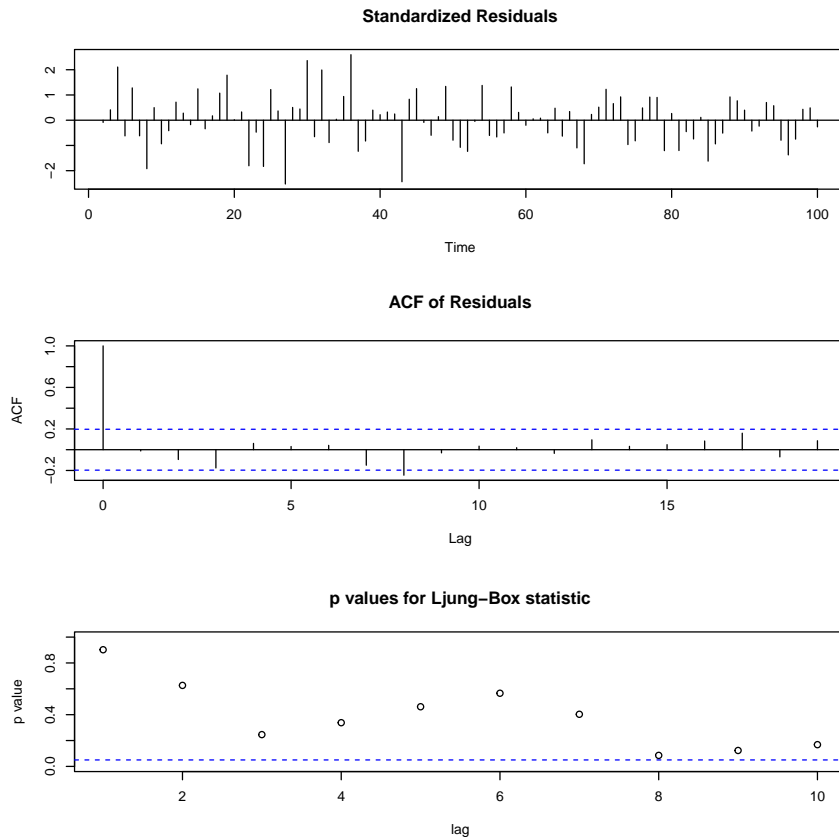 Standardized Residuals
2
1
0
−2
0 20 40 60 80 100
Time
ACF of Residuals
1.0
0.6
0.2
−0.2
ACF
0 5 10 15
Lag
p values for Ljung−Box statistic
0.8
0.4
0.0
p value
2 4 6 8 10
lag